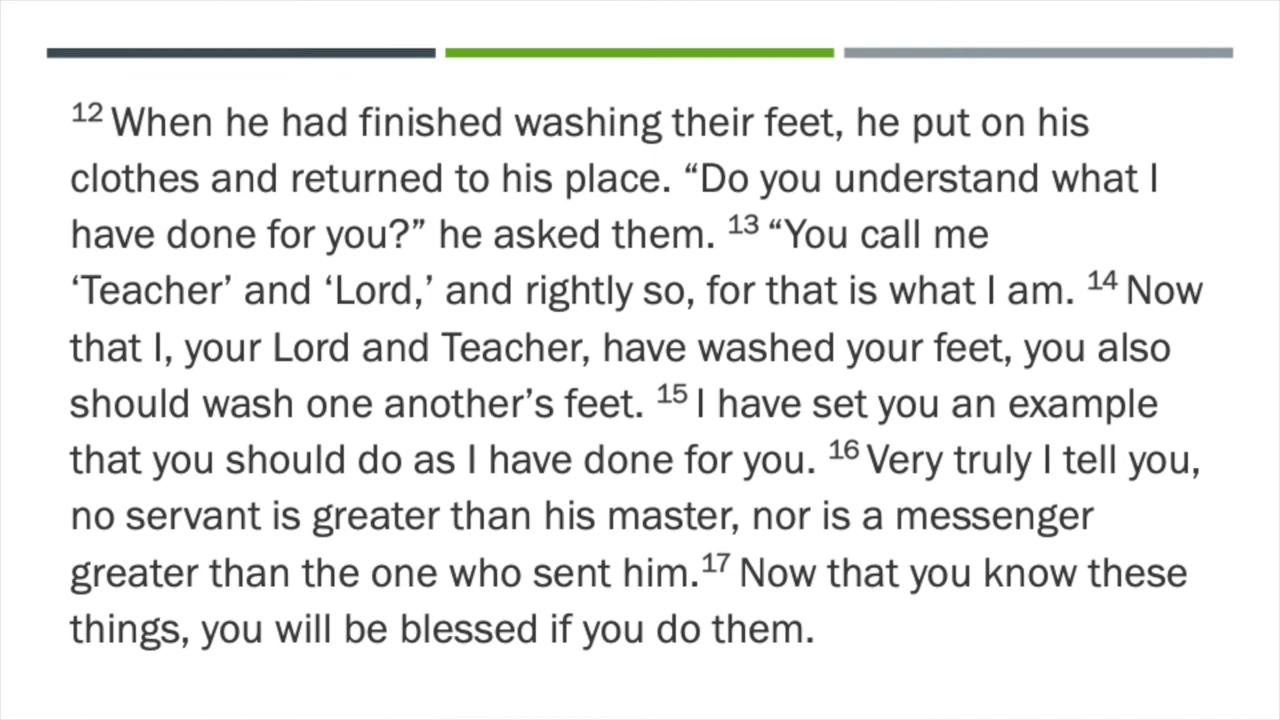 12 When he had finished washing their feet, he put on his
clothes and returned to his place. “Do you understand what I
have done for you?” he asked them. 13 “You call me
‘Teacher’ and ‘Lord,’ and rightly so, for that is what I am. 14 Now
that I, your Lord and Teacher, have washed your feet, you also
should wash one another’s feet. 15 I have set you an example
that you should do as I have done for you. 16 Very truly I tell you,
no servant is greater than his master, nor is a messenger
greater than the one who sent him.17 Now that you know these
things, you will be blessed if you do them.